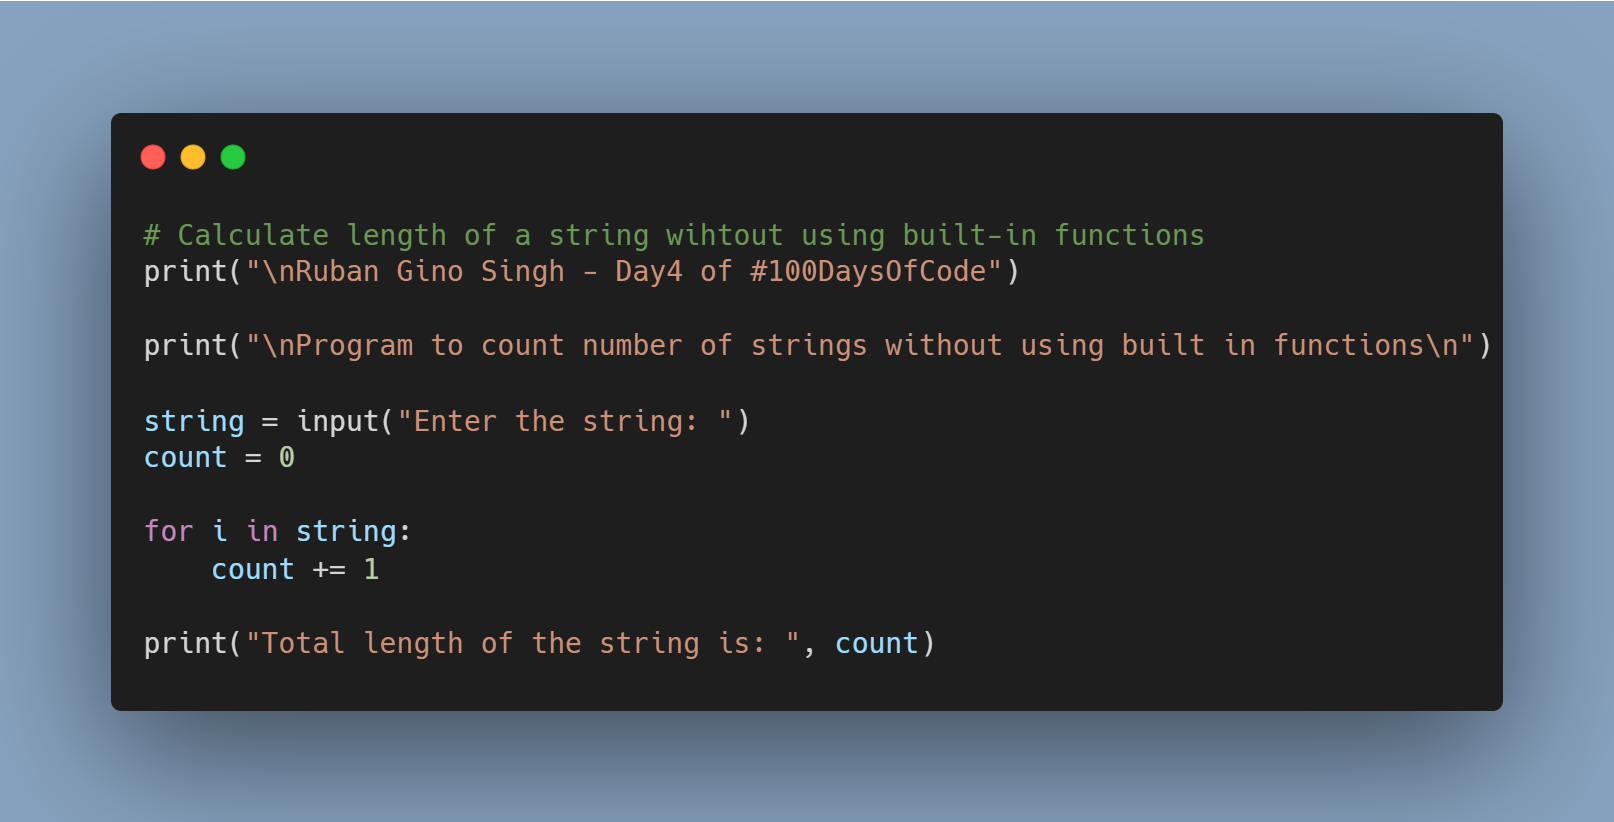 # Calculate length of a string wihtout using built-in functions
print("\nRuban Gino Singh - Day4 of #100DaysOfCode")
print("\nProgram to count number of strings without using built in functions\n")
string = input("Enter the string: ")
count = 0
for i in string:
    count += 1
print("Total length of the string is: ", count)